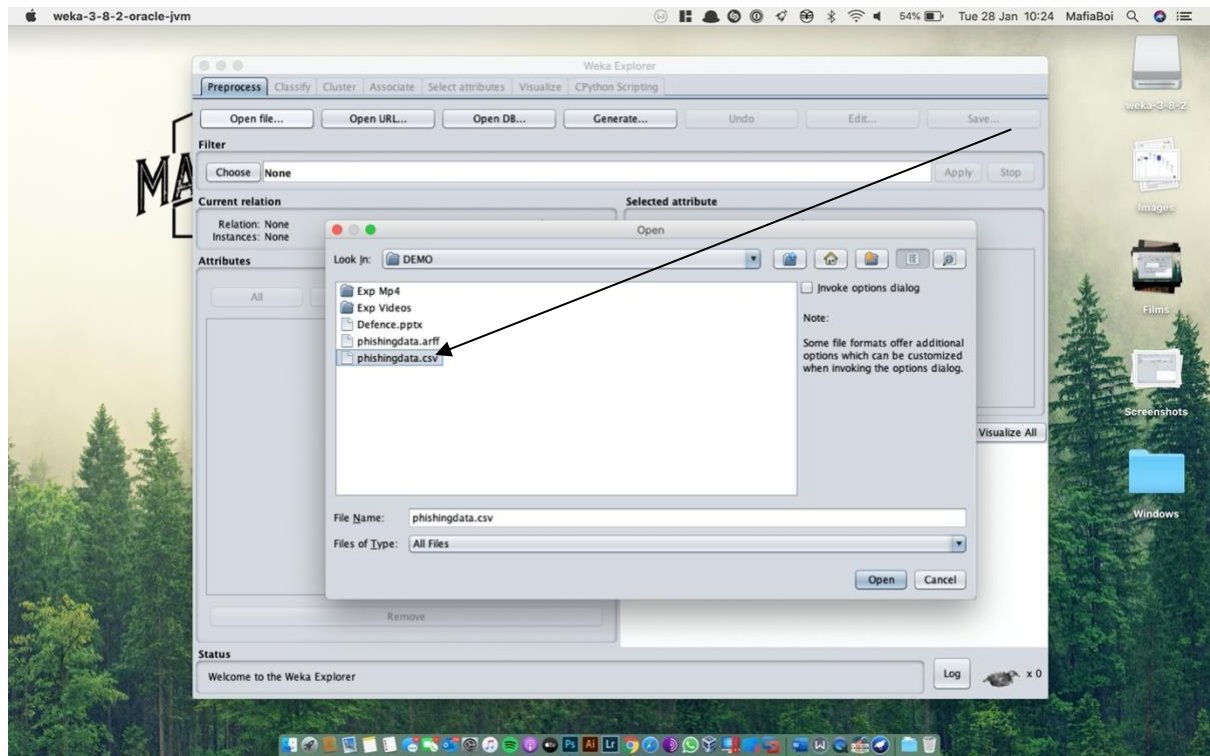 weka-3-8-2-oracle-jvm
54% Tue 28 Jan 10:24 MafiaBoi
Weka Explorer
Preprocess Classify Cluster Associate Select attributes Visualize CPython Scripting
Open file... Open URL... Open DB... Generate... Undo Edit... Save...
Filter
Choose None Apply Stop
Current relation
Relation: None
Instances: None
Selected attribute
Attributes
All
Open
Look In: DEMO
Exp Mp4
Exp Videos
Defence.pptx
phishingdata.arff
phishingdata.csv
Invoke options dialog
Note:
Some file formats offer additional
options which can be customized
when invoking the options dialog.
File Name: phishingdata.csv
Files of Type: All Files
Open Cancel
Visualize All
Remove
Status
Welcome to the Weka Explorer
Log x 0
weka-3-8-2
Images
Films
Screenshots
Windows
MA
Ps Ai Lr